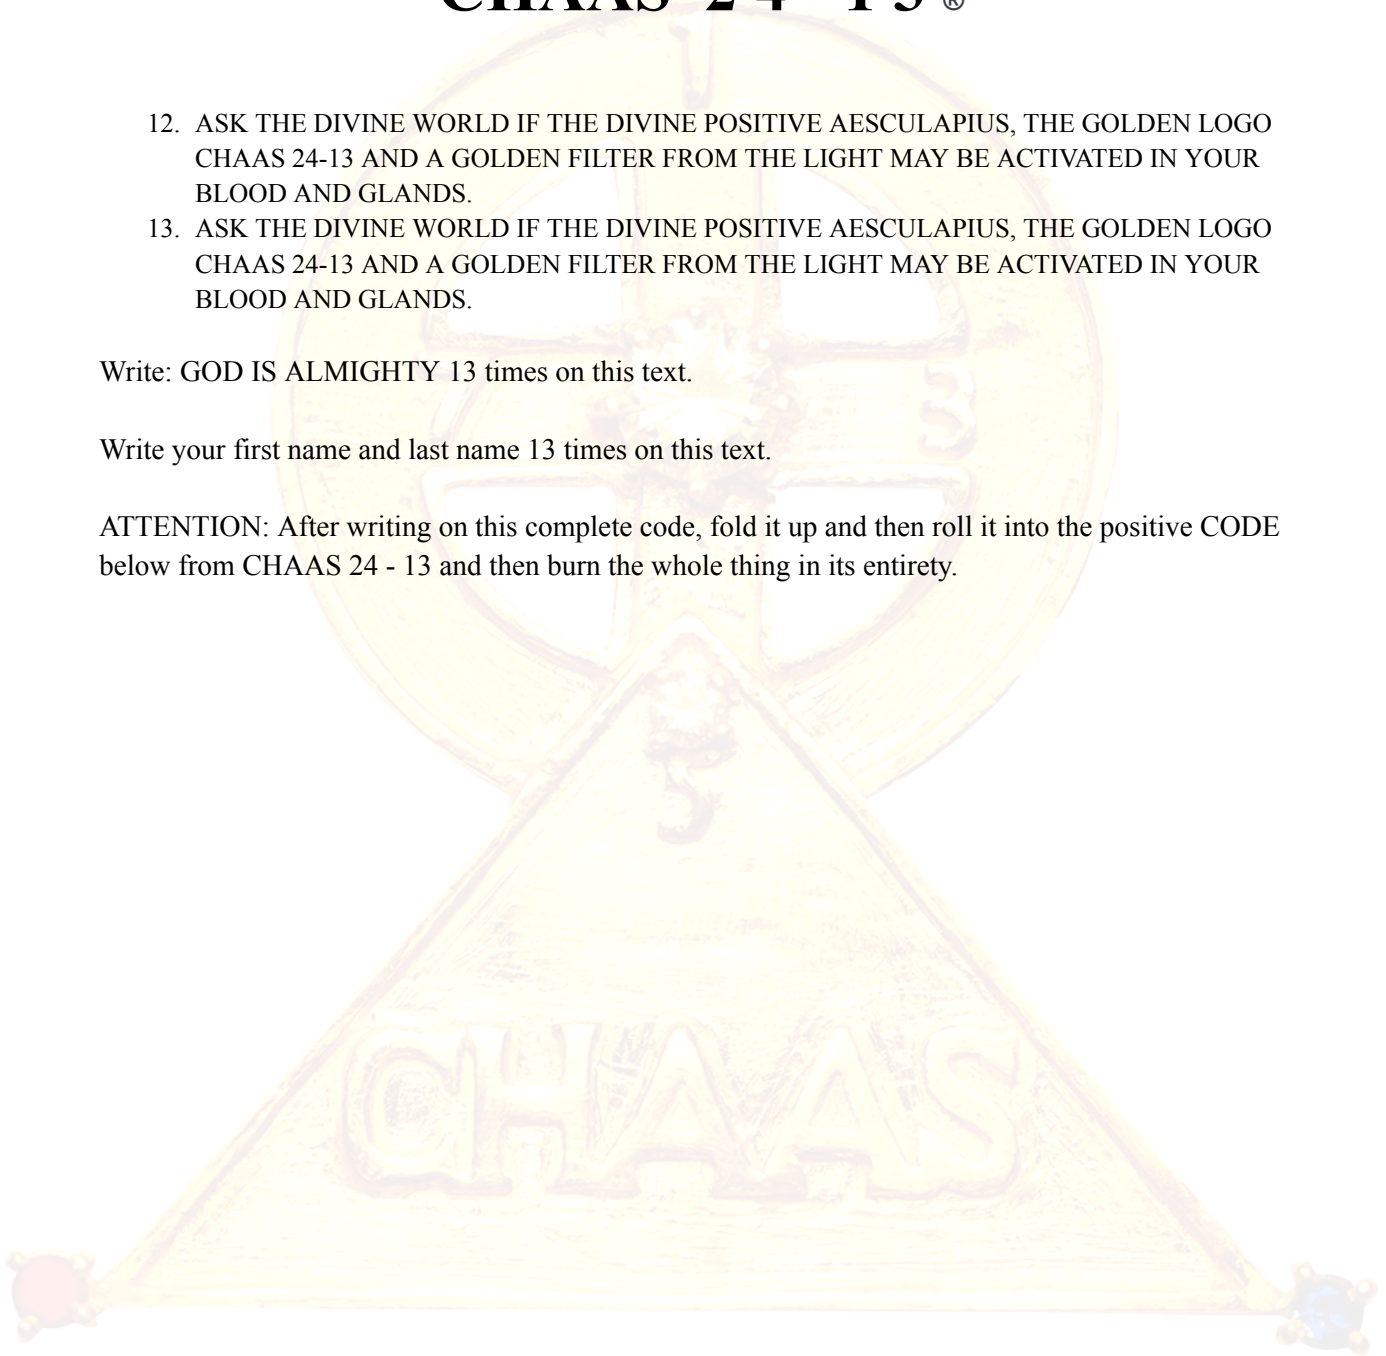 CHAAS 24 - 13 ®
1
12. ASK THE DIVINE WORLD IF THE DIVINE POSITIVE AESCULAPIUS, THE GOLDEN LOGO
CHAAS 24-13 AND A GOLDEN FILTER FROM THE LIGHT MAY BE ACTIVATED IN YOUR
BLOOD AND GLANDS.
13. ASK THE DIVINE WORLD IF THE DIVINE POSITIVE AESCULAPIUS, THE GOLDEN LOGO
CHAAS 24-13 AND A GOLDEN FILTER FROM THE LIGHT MAY BE ACTIVATED IN YOUR
BLOOD AND GLANDS.
Write: GOD IS ALMIGHTY 13 times on this text.
3
Write your first name and last name 13 times on this text.
ATTENTION: After writing on this complete code, fold it up and then roll it into the positive CODE
below from CHAAS 24 - 13 and then burn the whole thing in its entirety.
5
CHAAS